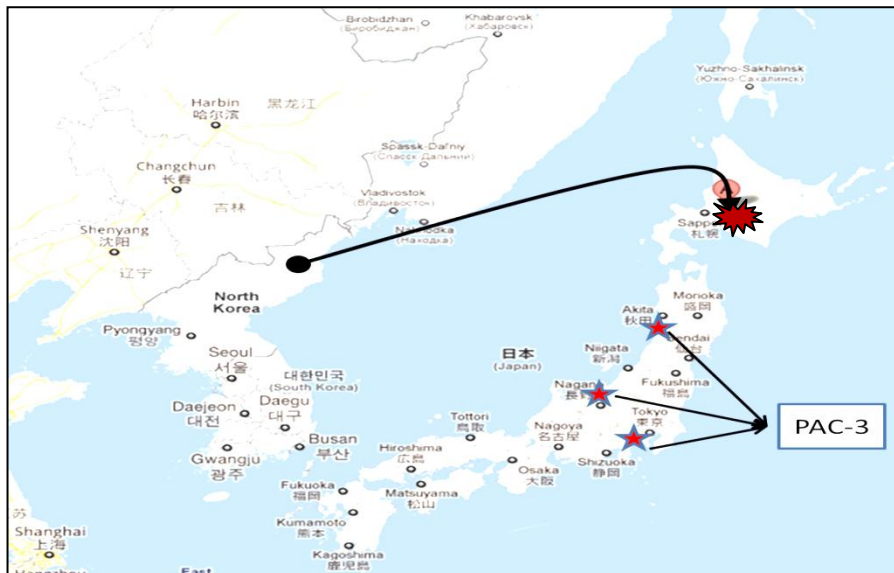 Birobidzhan
(Биробиджан)
Khabarovsk
(Хабаровск)
Yuzhno-Sakhalinsk
(Южно-Сахалинск)
Harbin
哈尔滨
黑龙江
Spassk-Dal'niy
(Спасск-Дальний)
Changchun
长春
吉林
Vladivostok
(Владивосток)
(Находка)
Shenyang
沈阳
辽宁
Sappo
札幌
North
Korea
Pyongyang
평양
Akita
秋田
Morioka
盛岡
Sendai
仙台
Niigata
新潟
日本
(Japan)
Seoul
서울
대한민국
(South Korea)
Fukushima
福島
Nagano
Daejeon
대전
Daegu
대구
Tottori
鳥取
Tokyo
東京
PAC-3
Nagoya
名古屋
Gwangju
광주
Busan
부산
Hiroshima
広島
Osaka
大阪
Shizuoka
静岡
Fukuoka
福岡
Matsuyama
松山
Kumamoto
熊本
苏
Shanghai
上海
Kagoshima
鹿児島
East